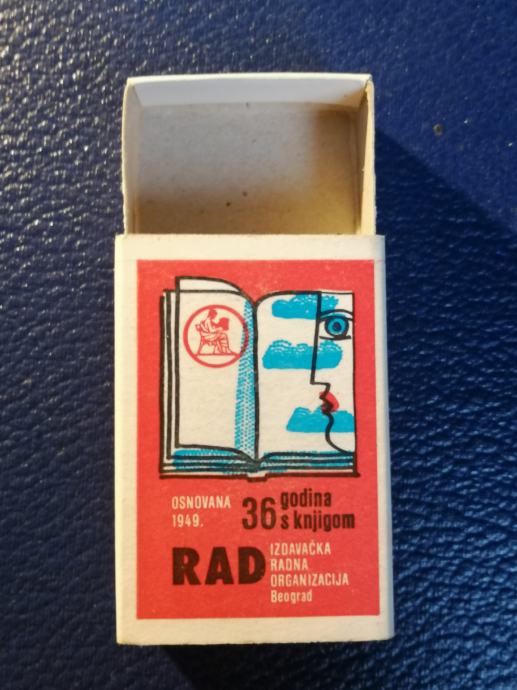 OSNOVANA
1949.
36 godina
s knjigom
RAD
IZDAVAČKA
RADNA
ORGANIZACIJA
Beograd